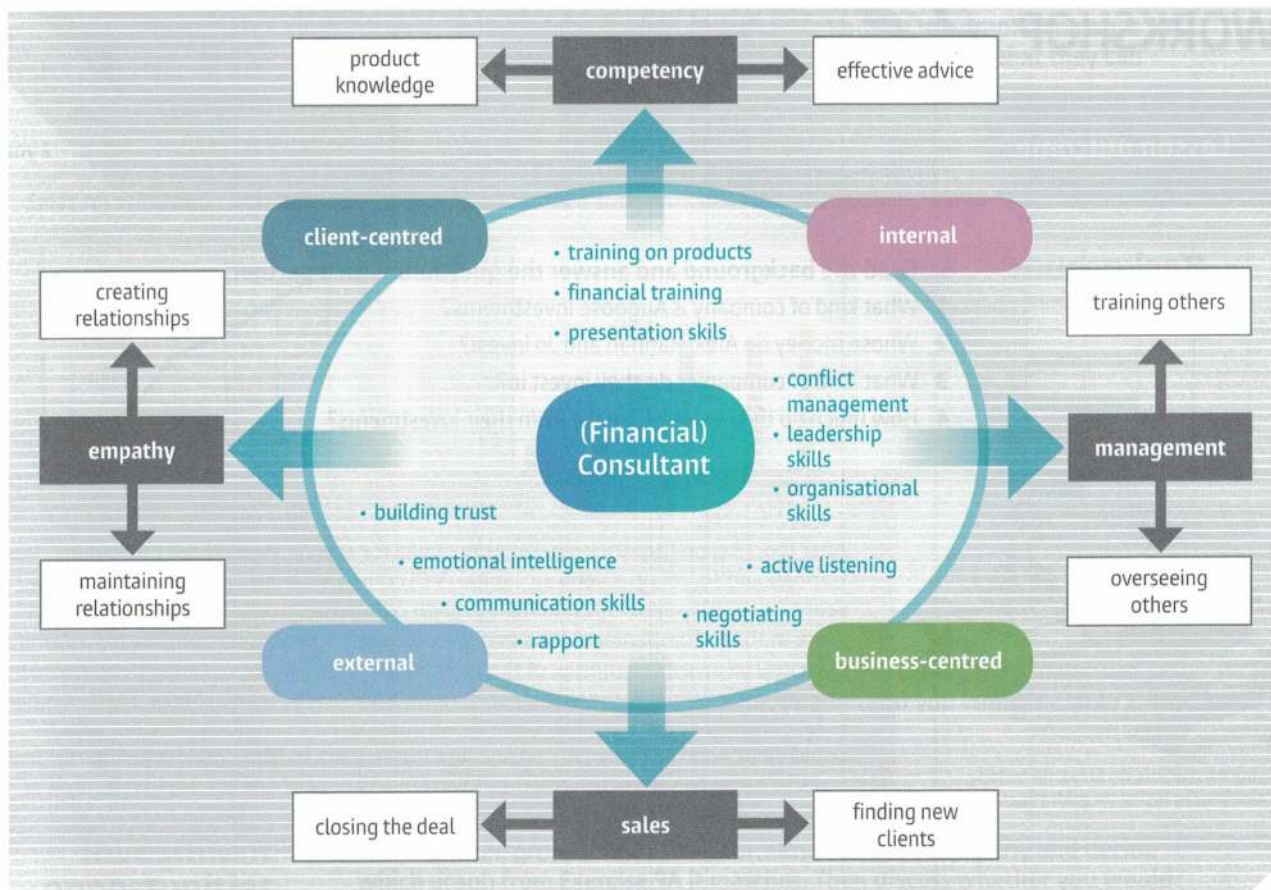 WORKSHOP
product
knowledge
competency
effective advice
client-centred
internal
• training on products
• financial training
• presentation skils
creating
relationships
training others
• conflict
management
• leadership
skills
• organisational
skills
empathy
(Financial)
Consultant
management
• building trust
• emotional intelligence
• communication skills
• rapport
• active listening
• negotiating
skills
maintaining
relationships
overseeing
others
external
business-centred
closing the deal
sales
finding new
clients